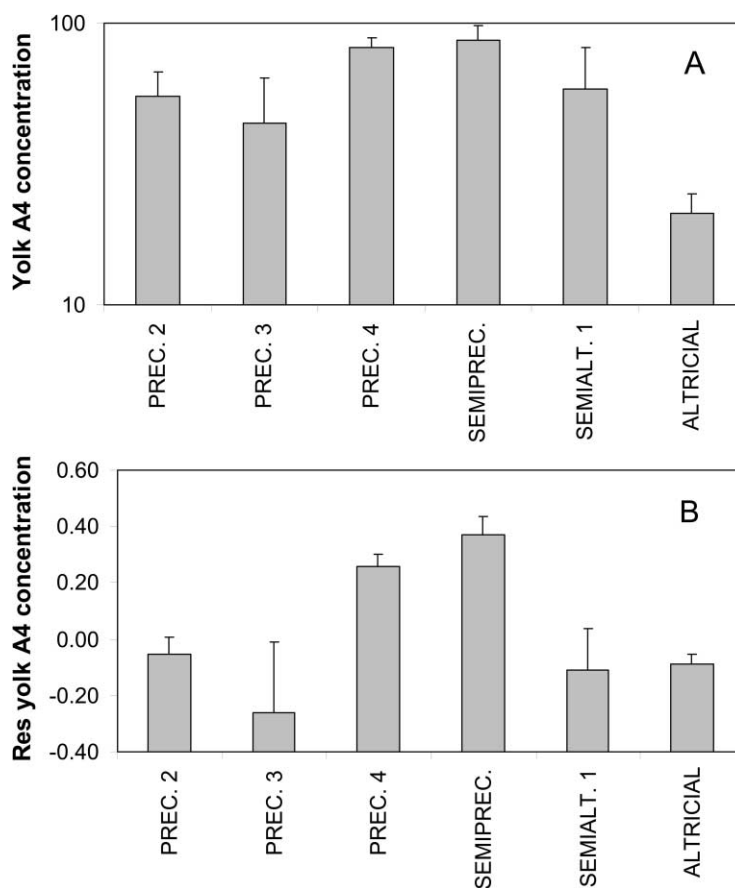 Yolk A4 concentration
100
10
A
PREC. 2
PREC. 3
PREC. 4
SEMIPREC.
SEMIALT. 1
ALTRICIAL
Res yolk A4 concentration
0.60
0.40
0.20
0.00
-0.20
-0.40
B
PREC. 2
PREC. 3
PREC. 4
SEMIPREC.
SEMIALT. 1
ALTRICIAL